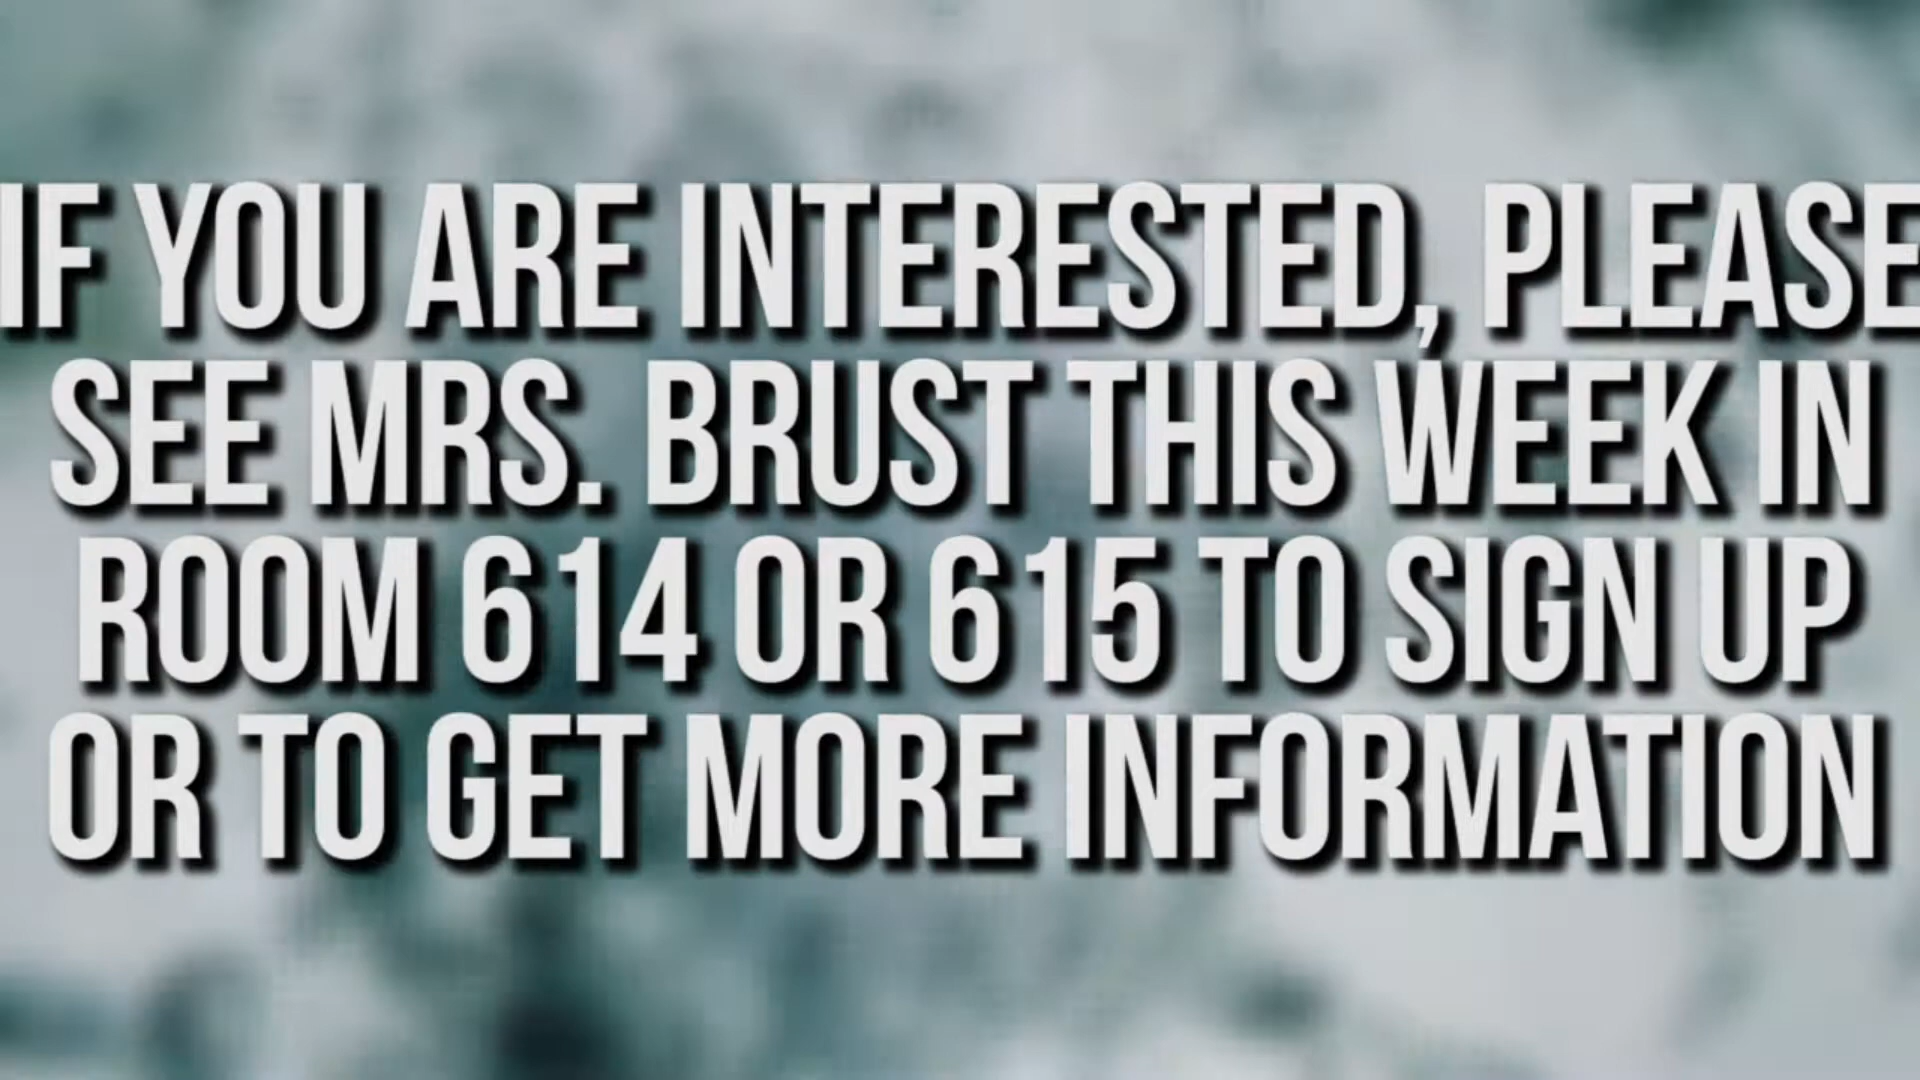 IF YOU ARE INTERESTED, PLEASE
SEE MRS. BRUST THIS WEEK IN
ROOM 614 OR 615 TO SIGN UP
OR TO GET MORE INFORMATION